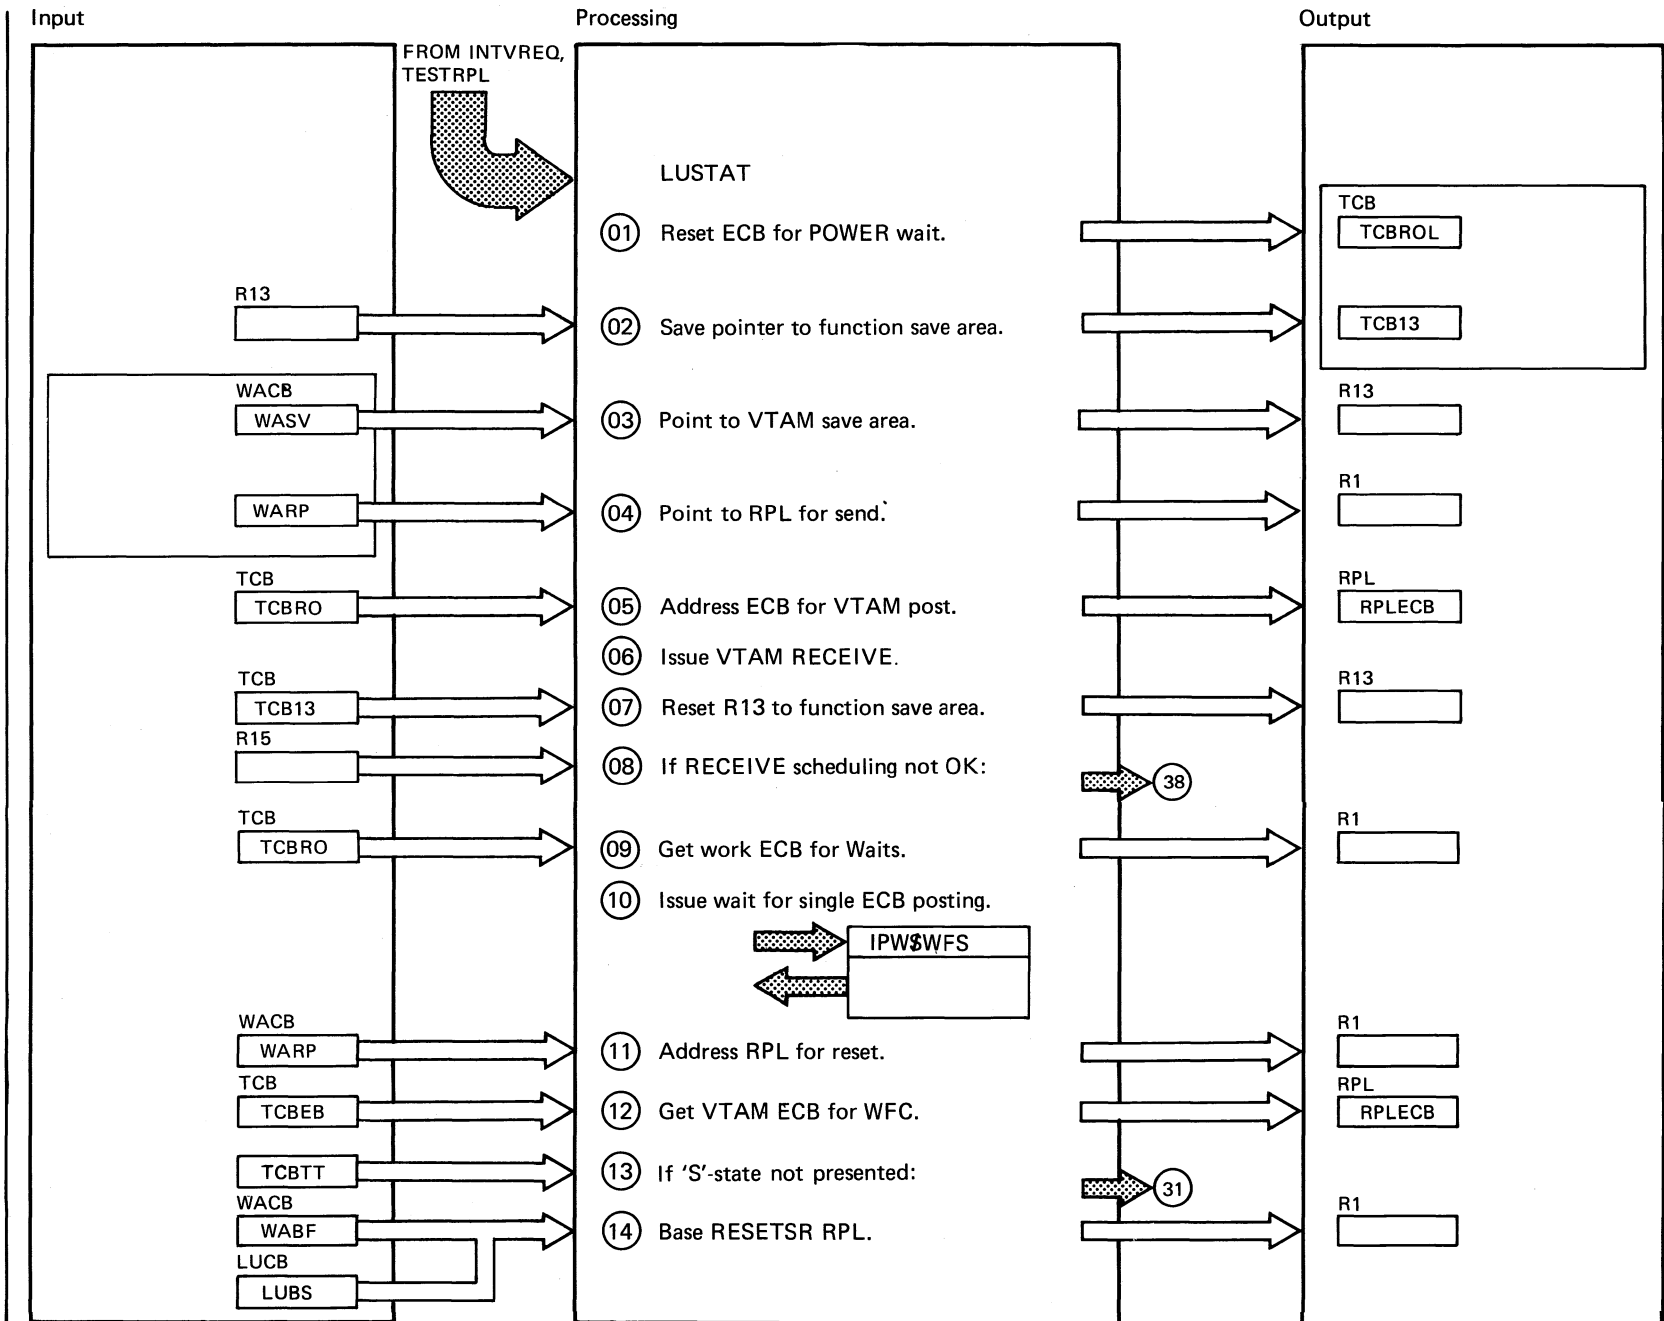 Input
Processing
Output
FROM INTVREQ,
TESTRPL
LUSTAT
01 Reset ECB for POWER wait.
TCB
TCBROL
R13
02 Save pointer to function save area.
TCB13
WACB
WASV
03 Point to VTAM save area.
R13
WARP
04 Point to RPL for send.
R1
TCB
TCBRO
05 Address ECB for VTAM post.
RPL
RPLECB
06 Issue VTAM RECEIVE.
TCB
TCB13
07 Reset R13 to function save area.
R13
R15
08 If RECEIVE scheduling not OK:
38
TCB
TCBRO
09 Get work ECB for Waits.
R1
10 Issue wait for single ECB posting.
IPW$WFS
WACB
WARP
11 Address RPL for reset.
R1
TCB
TCBEB
12 Get VTAM ECB for WFC.
RPL
RPLECB
TCBTT
13 If 'S'-state not presented:
31
WACB
WABF
14 Base RESETSR RPL.
R1
LUCB
LUBS